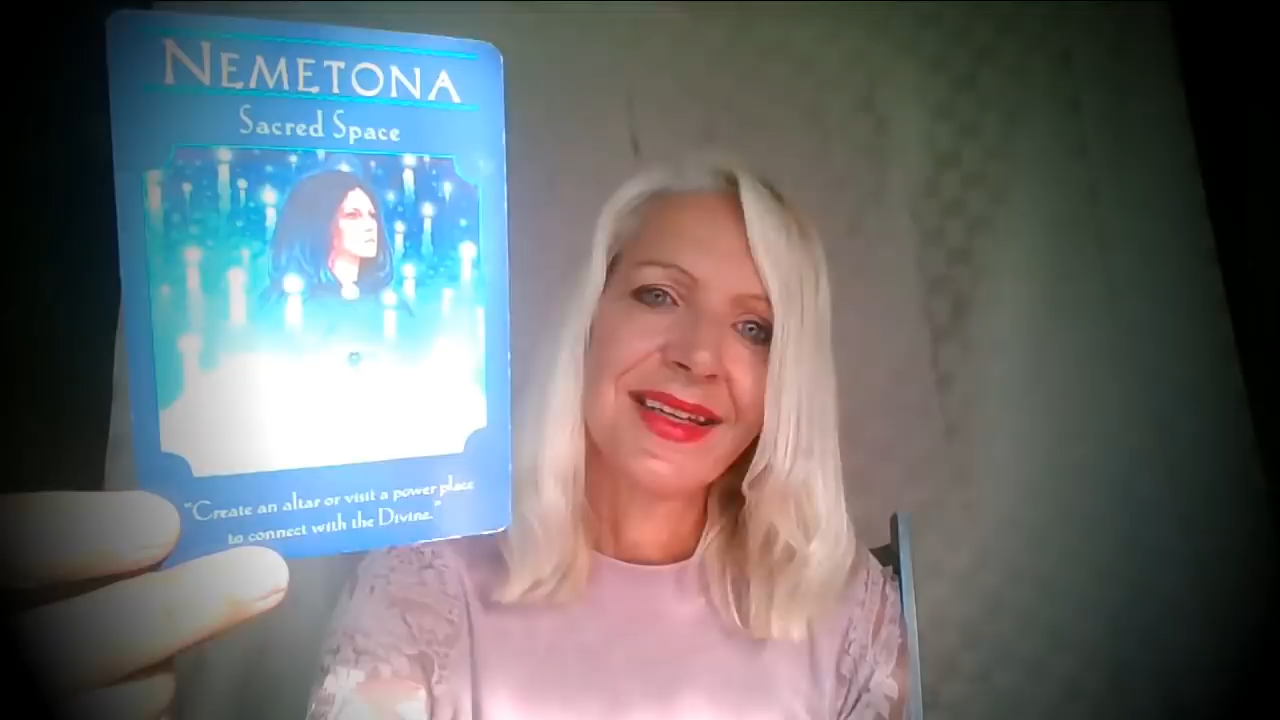 NEMETONA
Sacred Space
"Create an altar or visit a power place
to connect with the Divine."